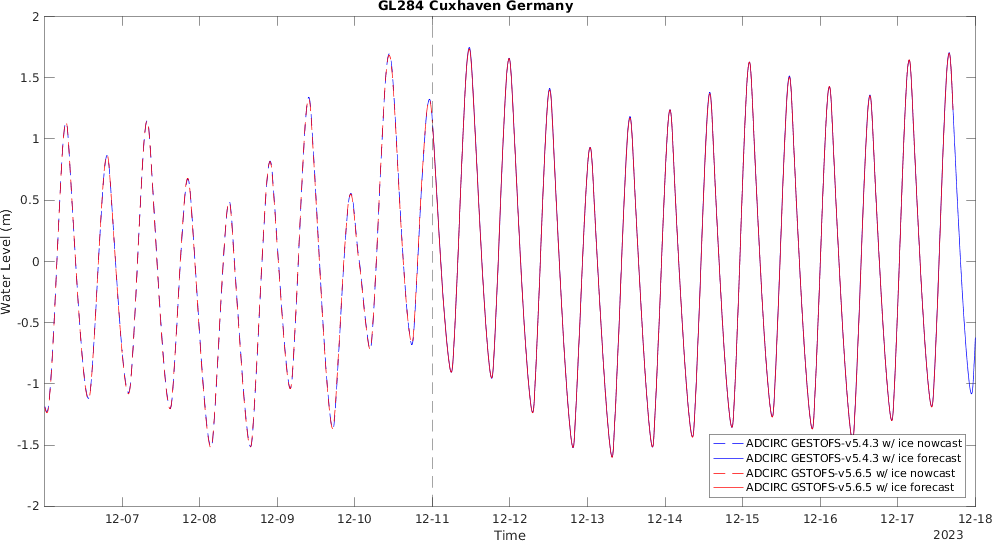 GL284 Cuxhaven Germany
2
1.5
1
0.5
0
-0.5
-1
-1.5
-2
Water Level (m)
ADCIRC GESTOFS-v5.4.3 w/ ice nowcast
ADCIRC GESTOFS-v5.4.3 w/ ice forecast
ADCIRC GSTOFS-v5.6.5 w/ ice nowcast
ADCIRC GSTOFS-v5.6.5 w/ ice forecast
12-07 12-08 12-09 12-10 12-11 12-12 12-13 12-14 12-15 12-16 12-17 12-18
Time
2023